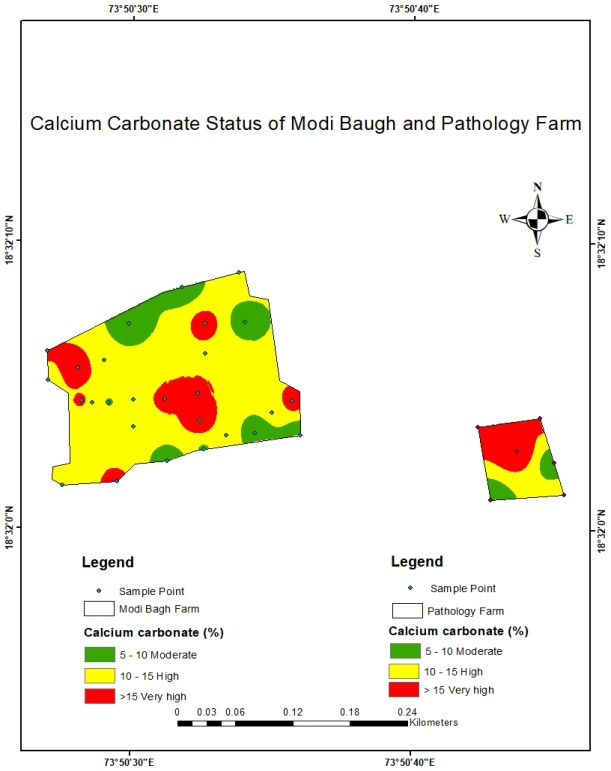 73°50'30"E 73°50'40"E
Calcium Carbonate Status of Modi Baugh and Pathology Farm
N
W E
S
18°32'10"N 18°32'10"N
18°32'0"N 18°32'0"N
Legend
Sample Point
Modi Bagh Farm
Calcium carbonate (%)
5 - 10 Moderate
10 - 15 High
>15 Very high
Legend
Sample Point
Pathology Farm
Calcium carbonate (%)
5 - 10 Moderate
10 - 15 High
> 15 Very high
0 0.03 0.06 0.12 0.18 0.24
Kilometers
73°50'30"E 73°50'40"E